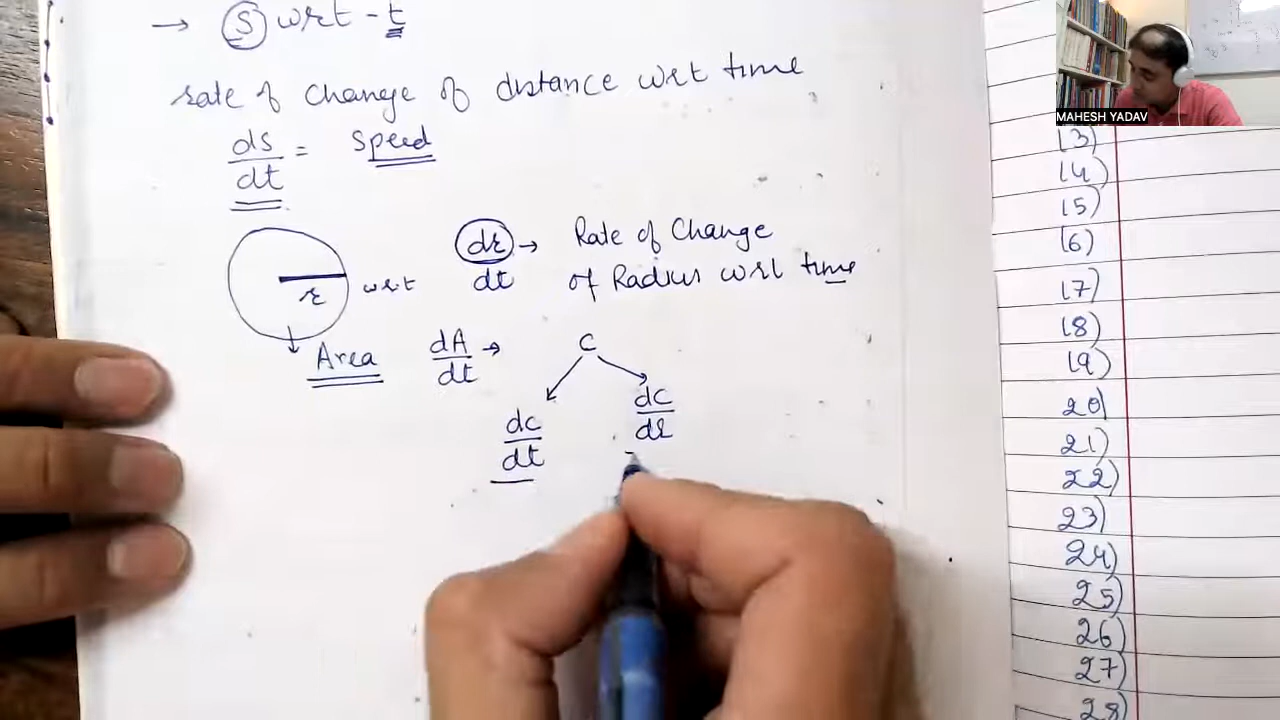 → S wrt - t
rate of change of distance wrt time
ds/dt = speed
r wrt dr/dt → Rate of Change
of Radius wrt time
Area dA/dt →
C
dc/dt dc/dr
MAHESH YADAV
13)
14)
15)
16)
17)
18)
19)
20)
21)
22)
23)
24)
25)
26)
27)
28)